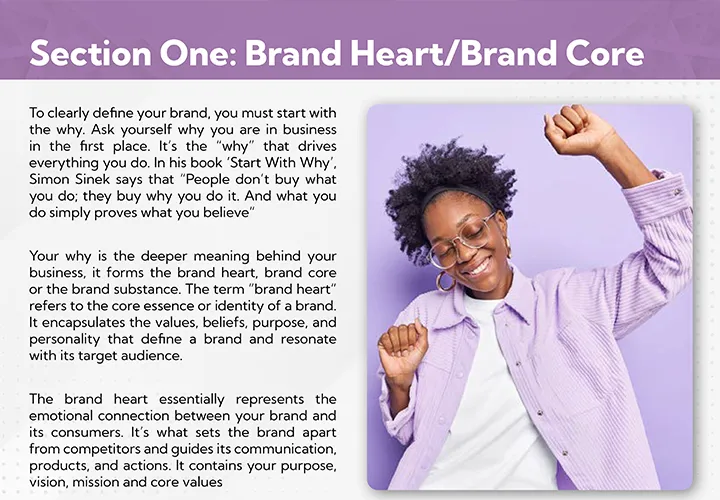 Section One: Brand Heart/Brand Core
To clearly define your brand, you must start with
the why. Ask yourself why you are in business
in the first place. It's the “why” that drives
everything you do. In his book ‘Start With Why’,
Simon Sinek says that “People don't buy what
you do; they buy why you do it. And what you
do simply proves what you believe”
Your why is the deeper meaning behind your
business, it forms the brand heart, brand core
or the brand substance. The term “brand heart”
refers to the core essence or identity of a brand.
It encapsulates the values, beliefs, purpose, and
personality that define a brand and resonate
with its target audience.
The brand heart essentially represents the
emotional connection between your brand and
its consumers. It's what sets the brand apart
from competitors and guides its communication,
products, and actions. It contains your purpose,
vision, mission and core values